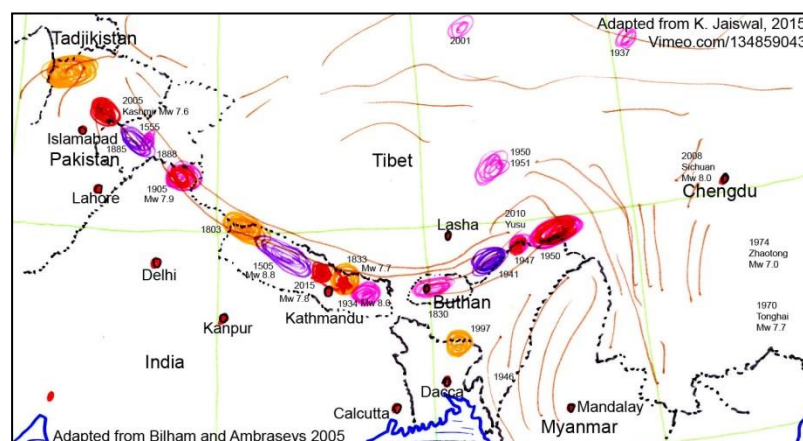 Adapted from K. Jaiswal, 2015
Vimeo.com/134859043
Tadjikistan
2001
1937
2005
Kashmir Mw 7.6
1555
Islamabad
Pakistan
1885
1888
1905
Mw 7.9
Lahore
Tibet
1950
1951
2008
Sichuan
Mw 8.0
Chengdu
1803
Lasha
2010
Yusu
1947
1950
1941
1974
Zhaotong
Mw 7.0
Delhi
1505
Mw 8.8
1833
Mw 7.7
2015
Mw 7.8
1934 Mw 8.0
Kathmandu
Buthan
1830
1970
Tonghai
Mw 7.7
Kanpur
India
1997
1946
Dacca
Calcutta
Mandalay
Myanmar
Adapted from Bilham and Ambraseys 2005